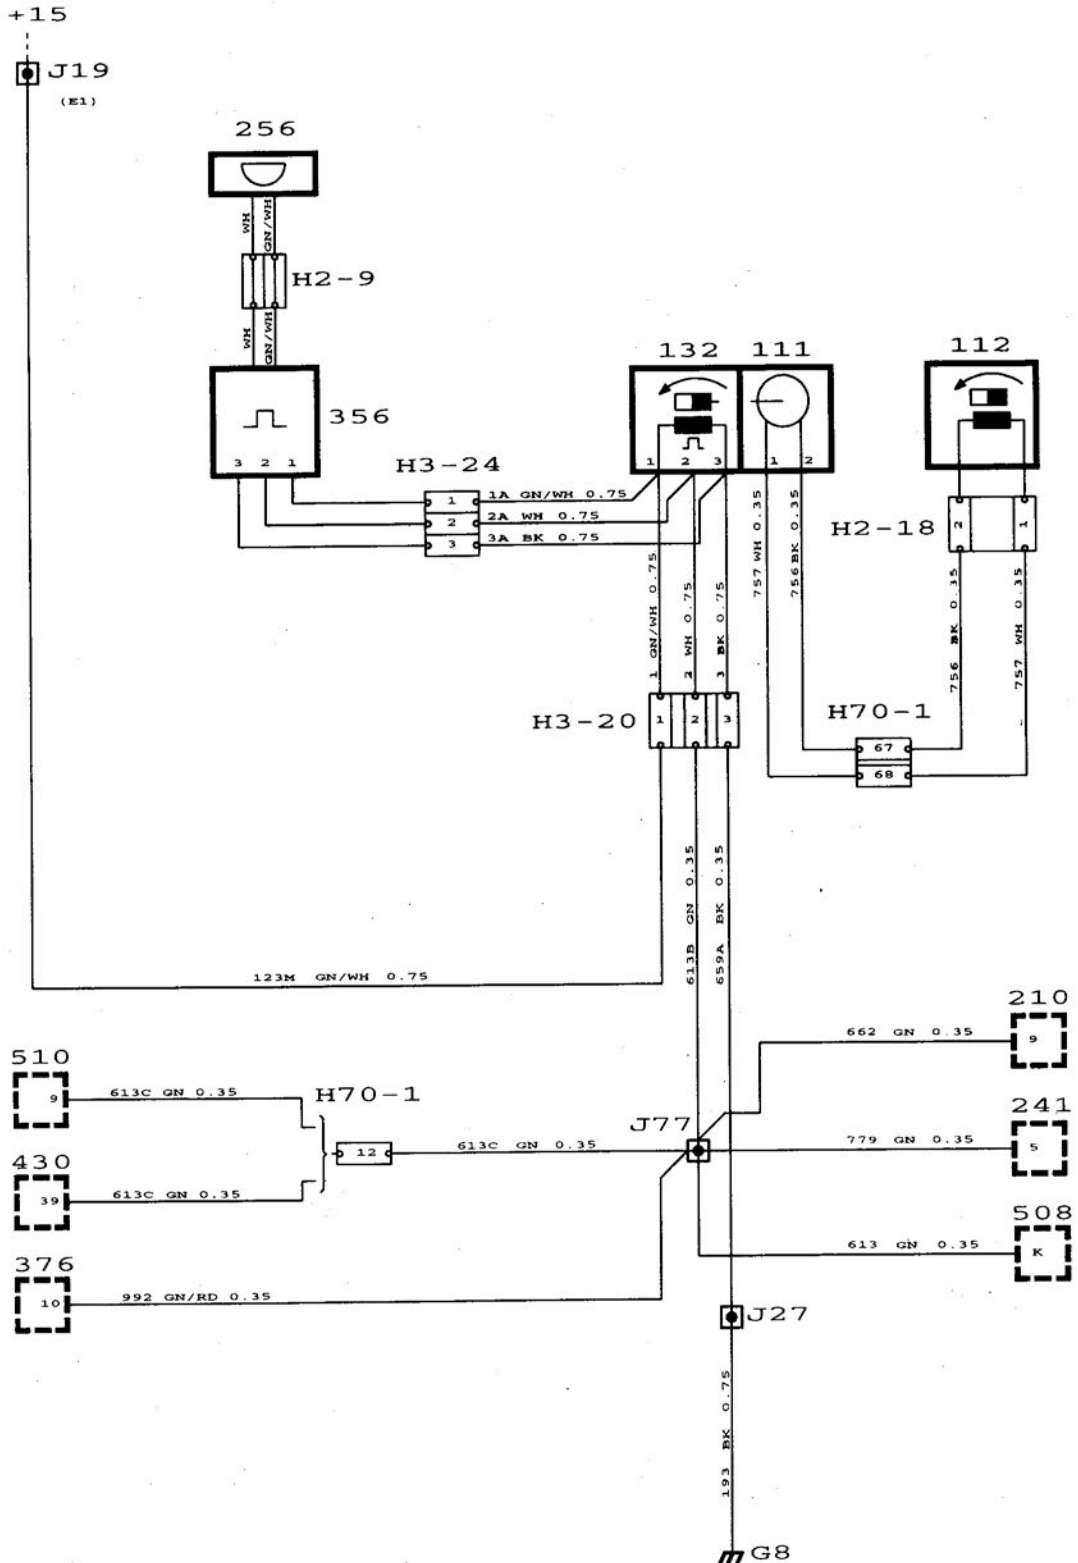 +15
J19
(E1)
256
WH
GN/WH
H2-9
WH
GN/WH
356
3 2 1
H3-24
1
2
3
1A GN/WH 0.75
2A WH 0.75
3A BK 0.75
132 111
1 2 3
1 2
112
H2-18
2 1
1 GN/WH 0.75
2 WH 0.75
3 BK 0.75
757 WH 0.35
756 BK 0.35
756 BK 0.35
757 WH 0.35
H3-20
1 2 3
H70-1
67
68
613B GN 0.35
659A BK 0.35
123M GN/WH 0.75
210
9
662 GN 0.35
510
9
613C GN 0.35
H70-1
12
613C GN 0.35
J77
241
5
779 GN 0.35
430
39
613C GN 0.35
508
K
613 GN 0.35
376
10
992 GN/RD 0.35
J27
193 BK 0.75
G8